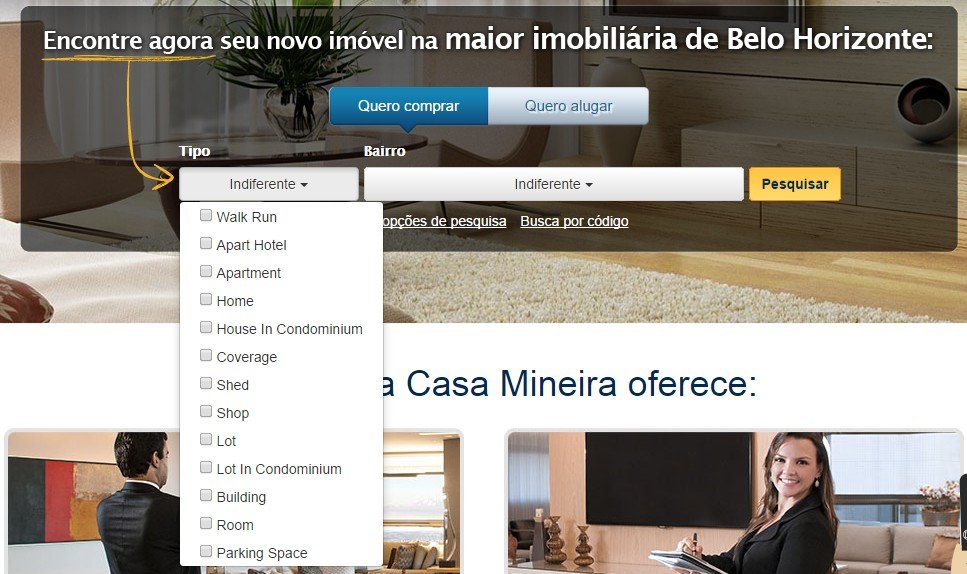 Encontre agora seu novo imóvel na maior imobiliária de Belo Horizonte:
Quero comprar Quero alugar
Tipo Bairro
Indiferente Indiferente Pesquisar
opções de pesquisa Busca por código
Walk Run
Apart Hotel
Apartment
Home
House In Condominium
Coverage
Shed
Shop
Lot
Lot In Condominium
Building
Room
Parking Space
a Casa Mineira oferece: